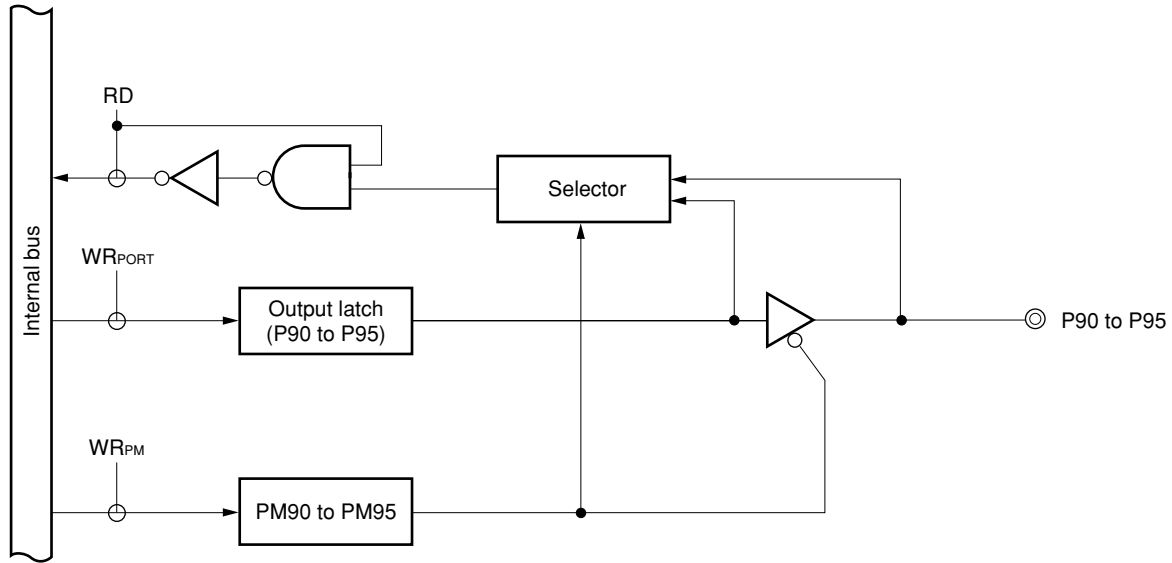 RD
Selector
Internal bus
WRPORT
Output latch
(P90 to P95)
P90 to P95
WRPM
PM90 to PM95